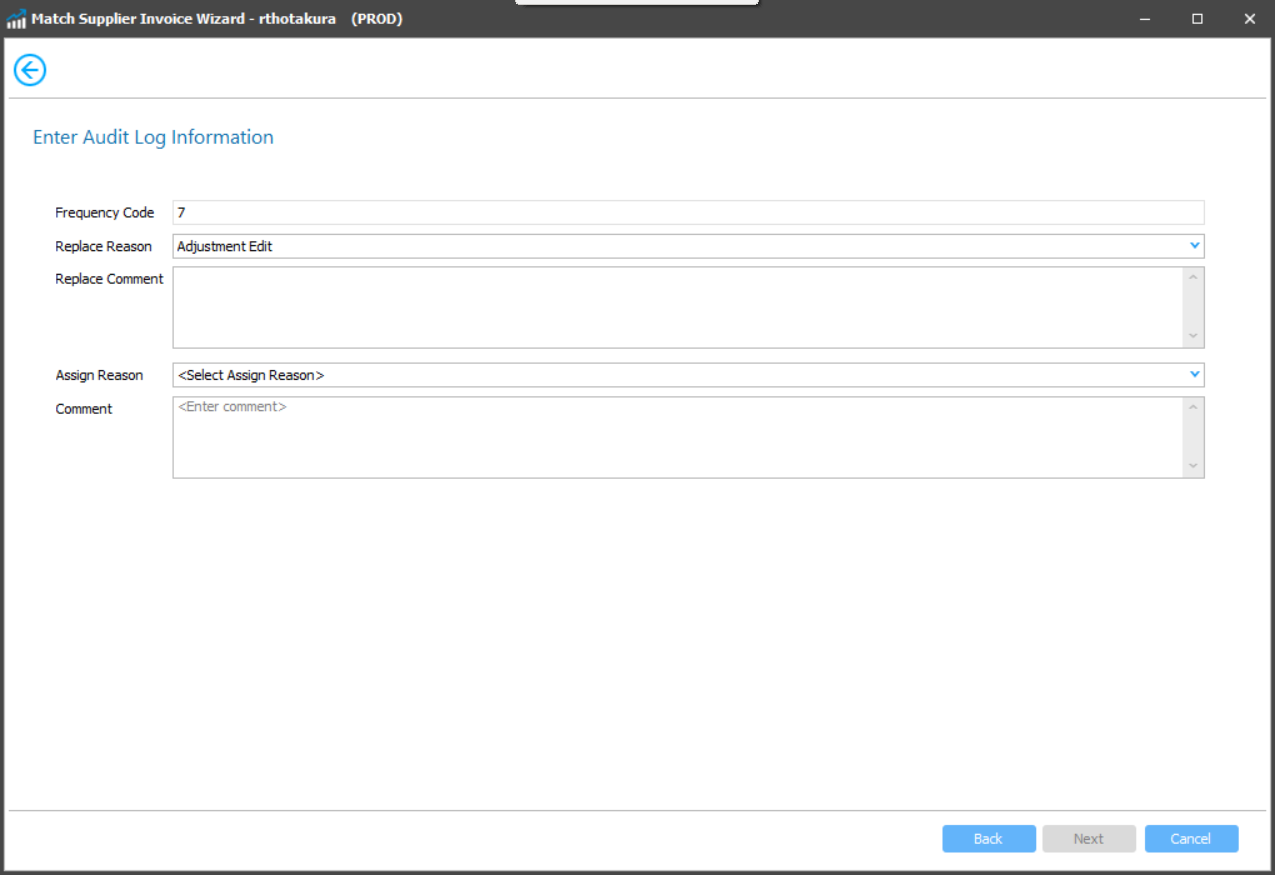 Match Supplier Invoice Wizard - rthotakura (PROD)
Enter Audit Log Information
Frequency Code 7
Replace Reason Adjustment Edit
Replace Comment
Assign Reason <Select Assign Reason>
Comment <Enter comment>
Back Next Cancel